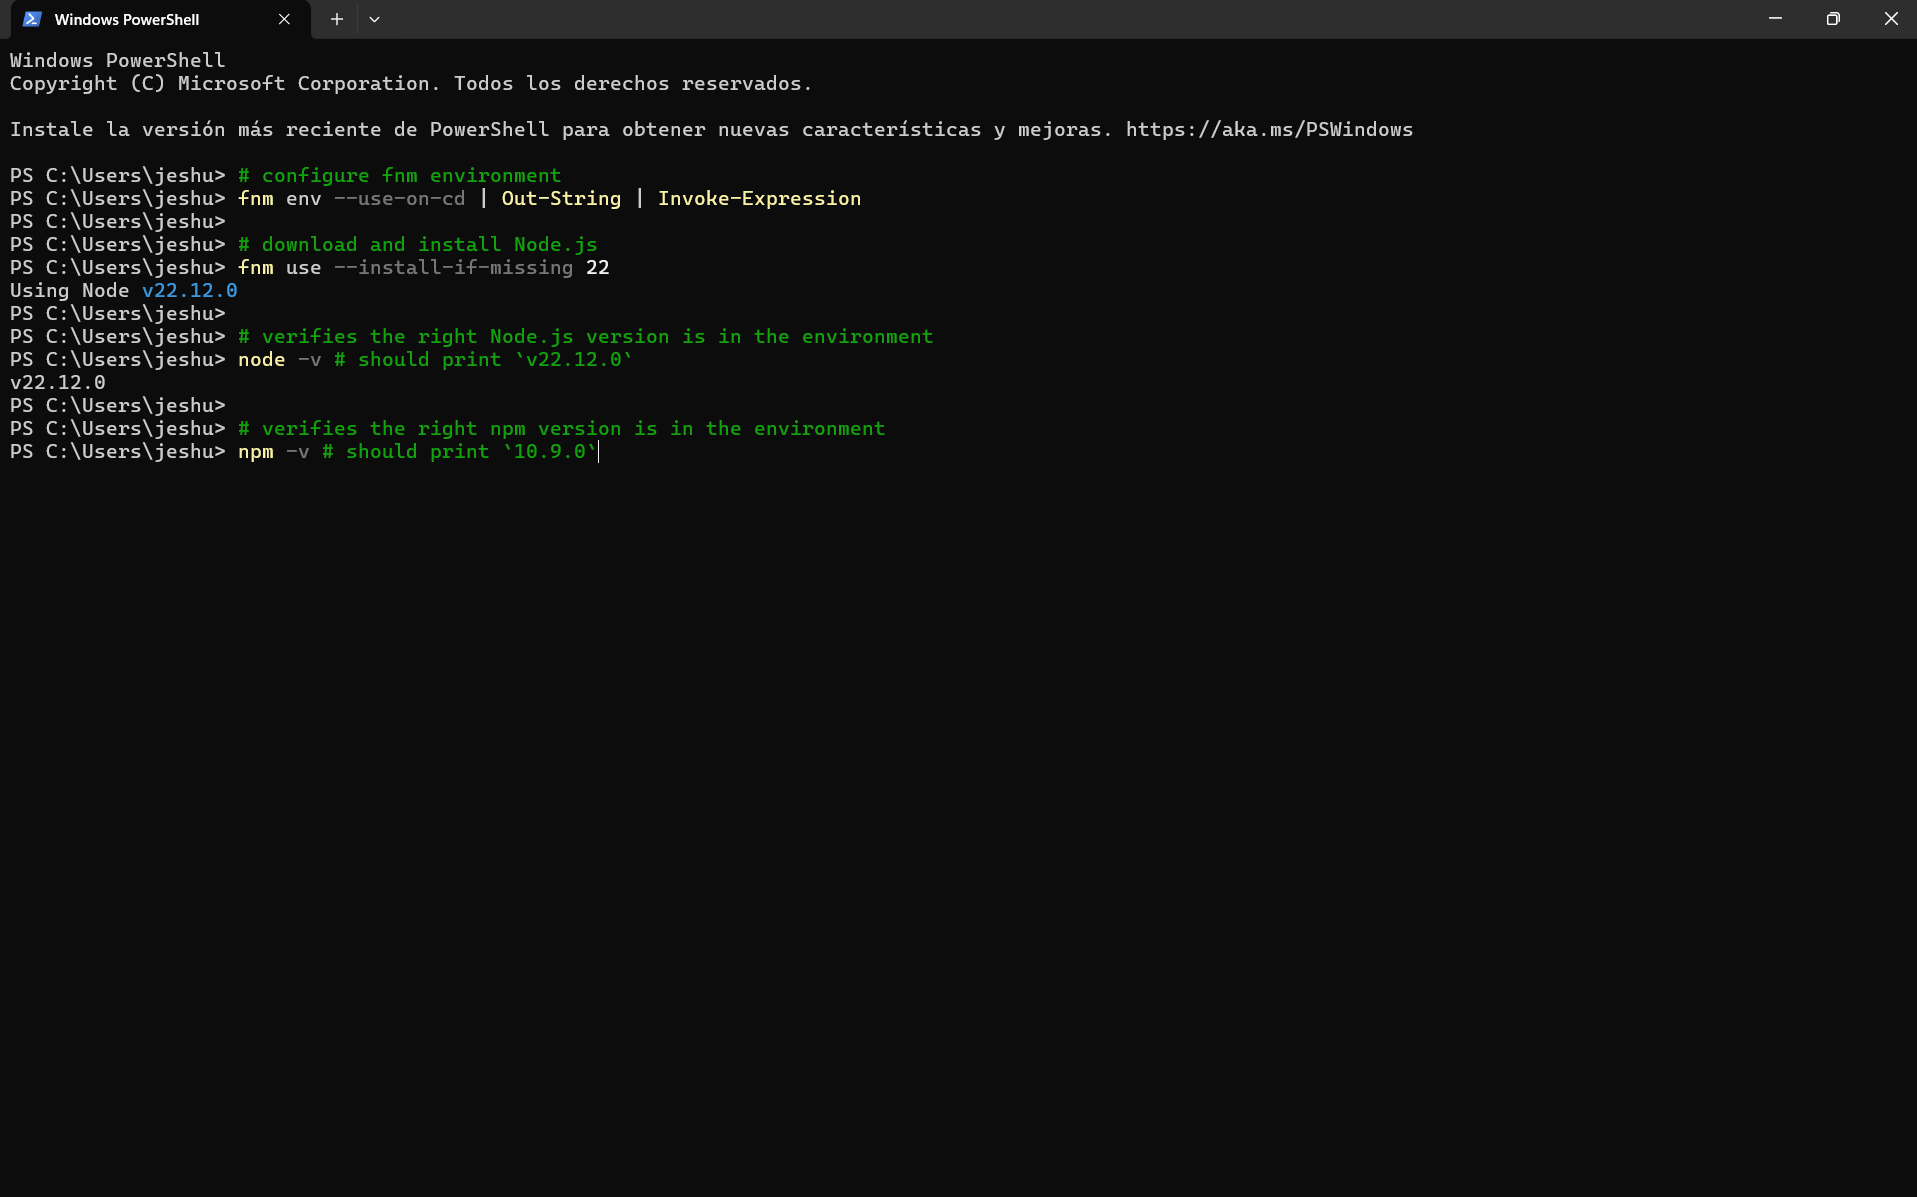 Windows PowerShell
Windows PowerShell
Copyright (C) Microsoft Corporation. Todos los derechos reservados.
Instale la versión más reciente de PowerShell para obtener nuevas características y mejoras. https://aka.ms/PSWindows
PS C:\Users\jeshu> # configure fnm environment
PS C:\Users\jeshu> fnm env --use-on-cd | Out-String | Invoke-Expression
PS C:\Users\jeshu>
PS C:\Users\jeshu> # download and install Node.js
PS C:\Users\jeshu> fnm use --install-if-missing 22
Using Node v22.12.0
PS C:\Users\jeshu>
PS C:\Users\jeshu> # verifies the right Node.js version is in the environment
PS C:\Users\jeshu> node -v # should print `v22.12.0`
v22.12.0
PS C:\Users\jeshu>
PS C:\Users\jeshu> # verifies the right npm version is in the environment
PS C:\Users\jeshu> npm -v # should print `10.9.0`